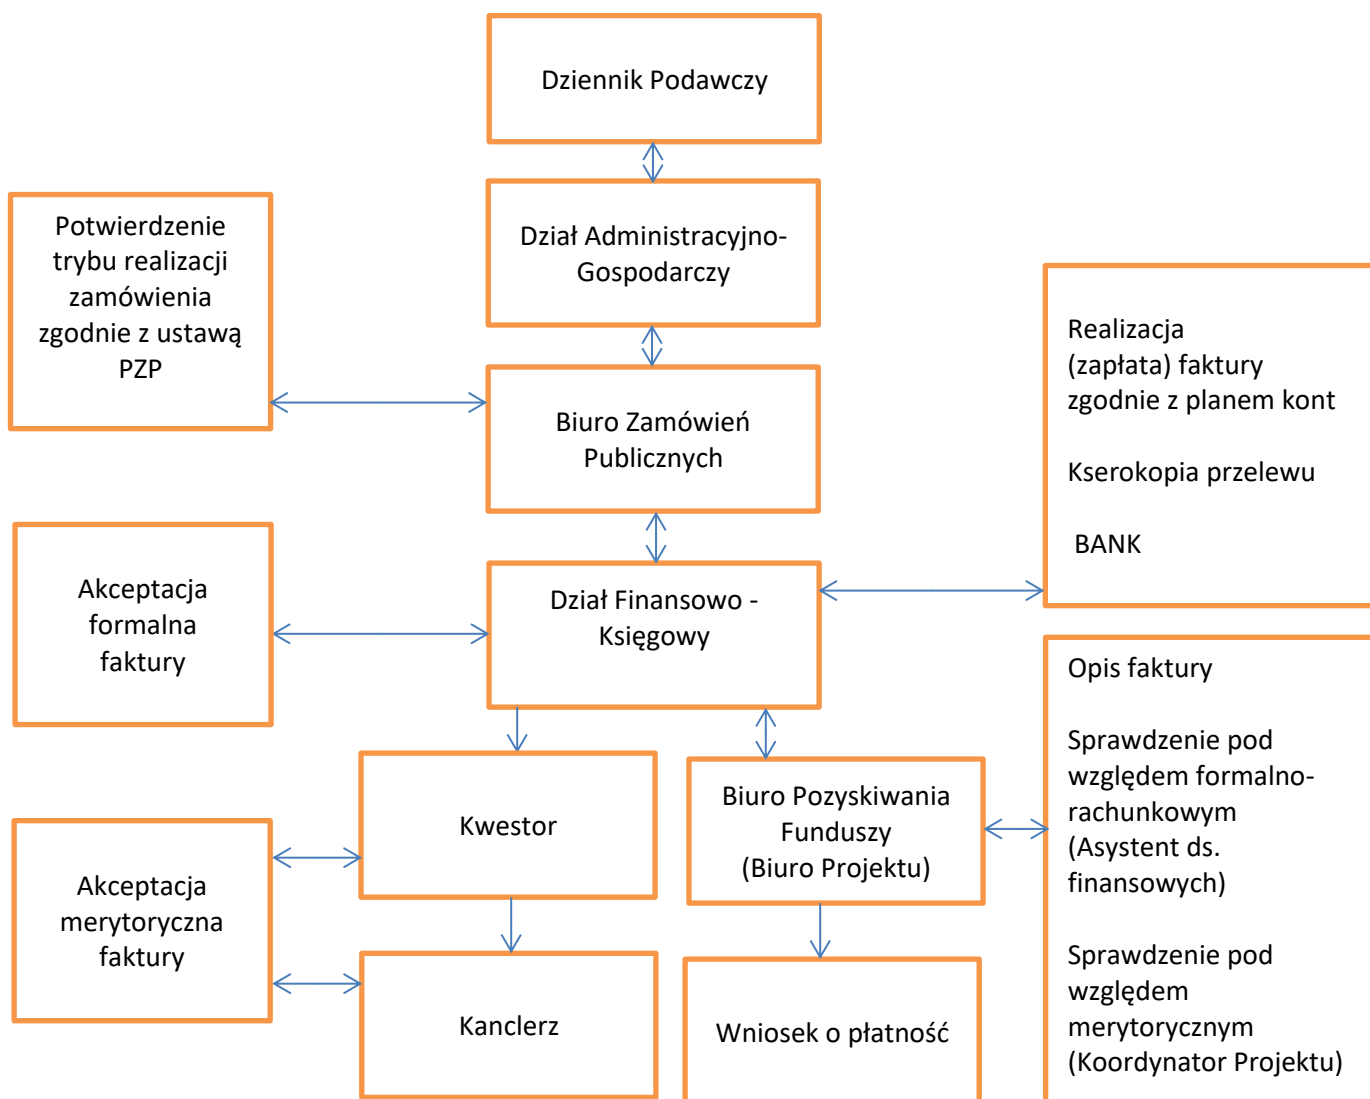 Dziennik Podawczy
Potwierdzenie
trybu realizacji
zamówienia
zgodnie z ustawą
PZP
Dział Administracyjno-
Gospodarczy
Realizacja
(zapłata) faktury
zgodnie z planem kont
Kserokopia przelewu
BANK
Biuro Zamówień
Publicznych
Akceptacja
formalna
faktury
Dział Finansowo -
Księgowy
Opis faktury
Sprawdzenie pod
względem formalno-
rachunkowym
(Asystent ds.
finansowych)
Sprawdzenie pod
względem
merytorycznym
(Koordynator Projektu)
Kwestor
Biuro Pozyskiwania
Funduszy
(Biuro Projektu)
Akceptacja
merytoryczna
faktury
Kanclerz
Wniosek o płatność